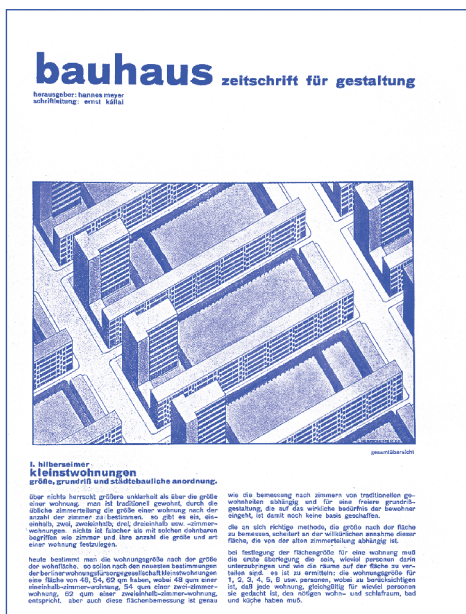 bauhaus zeitschrift für gestaltung
herausgeber: hannes meyer
schriftleitung: ernst kállai
gesamtübersicht
l. hilberseimer
kleinstwohnungen
größe, grundriß und städtebauliche anordnung.
über nichts herrscht größere unklarheit als über die größe
einer wohnung. man ist traditionell gewohnt, durch die
übliche zimmerteilung die größe einer wohnung nach der
anzahl der zimmer zu bestimmen. so gibt es ein, ein-
einhalb, zwei, zweieinhalb, drei, dreieinhalb usw. -zimmer-
wohnungen. nichts ist falscher als mit solchen dehnbaren
begriffen wie zimmer und ihre anzahl die größe und art
einer wohnung festzulegen.
heute bestimmt man die wohnungsgröße nach der größe
der wohnfläche. so sollen nach den neuesten bestimmungen
der berliner wohnungsfürsorgegesellschaft kleinstwohnungen
eine fläche von 48, 54, 62 qm haben, wobei 48 qm einer
eineinhalb-zimmer-wohnung, 54 qm einer zwei-zimmer-
wohnung, 62 qm einer zweieinhalb-zimmer-wohnung,
entspricht. aber auch diese flächenbemessung ist genau
wie die bemessung nach zimmern von traditionellen ge-
wohnheiten abhängig und für eine freiere grundriß-
gestaltung, die auf das wirkliche bedürfnis der bewohner
eingeht, ist damit noch keine basis geschaffen.
die an sich richtige methode, die größe nach der fläche
zu bemessen, scheitert an der willkürlichen annahme dieser
fläche, die von der alten zimmerteilung abhängig ist.
bei festlegung der flächengröße für eine wohnung muß
die erste überlegung die sein, wieviel personen darin
unterzubringen und wie die räume auf der fläche zu ver-
teilen sind. es ist zu ermitteln: die wohnungsgröße für
1, 2, 3, 4, 5, 6 usw. personen, wobei zu berücksichtigen
ist, daß jede wohnung, gleichgültig für wieviel personen
sie gedacht ist, den nötigen wohn- und schlafraum, bad
und küche haben muß.